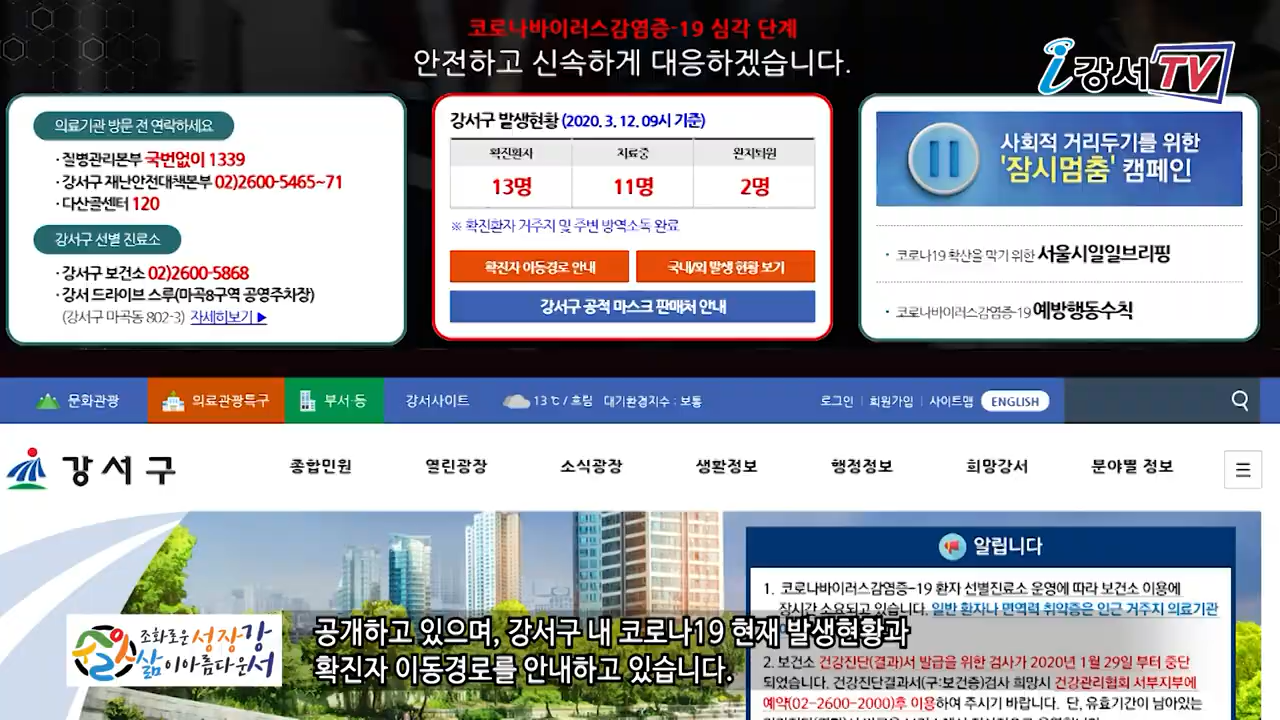 코로나바이러스감염증-19 심각 단계
안전하고 신속하게 대응하겠습니다.
i강서TV
의료기관 방문 전 연락하세요
·질병관리본부 국번없이 1339
·강서구 재난안전대책본부 02)2600-5465~71
·다산콜센터 120
강서구 선별 진료소
·강서구 보건소 02)2600-5868
·강서 드라이브 스루(마곡8구역 공영주차장)
(강서구 마곡동 802-3) 자세히보기 ▶
강서구 발생현황 (2020. 3. 12. 09시 기준)
확진환자 치료중 완치퇴원
13명 11명 2명
※ 확진환자 거주지 및 주변 방역소독 완료
확진자 이동경로 안내 국내/외 발생 현황 보기
강서구 공적 마스크 판매처 안내
사회적 거리두기를 위한
'잠시멈춤' 캠페인
· 코로나19 확산을 막기 위한 서울시일일브리핑
· 코로나바이러스감염증-19 예방행동수칙
문화관광 의료관광특구 부서·동 강서사이트 13℃ / 흐림 대기환경지수 : 보통 로그인 회원가입 사이트맵 ENGLISH
강서구 종합민원 열린광장 소식광장 생활정보 행정정보 희망강서 분야별 정보
알립니다
1. 코로나바이러스감염증-19 환자 선별진료소 운영에 따라 보건소 이용에
장시간 소요되고 있습니다. 일반 환자나 면역력 취약층은 인근 거주지 의료기관
2. 보건소 건강진단(결과)서 발급을 위한 검사가 2020년 1월 29일 부터 중단
되었습니다. 건강진단결과서(구:보건증)검사 희망시 건강관리협회 서부지부에
예약(02-2600-2000)후 이용하여 주시기 바랍니다. 단, 유효기간이 남아있는
조화로운 성장 강
삶이 아름다운 서
공개하고 있으며, 강서구 내 코로나19 현재 발생현황과
확진자 이동경로를 안내하고 있습니다.